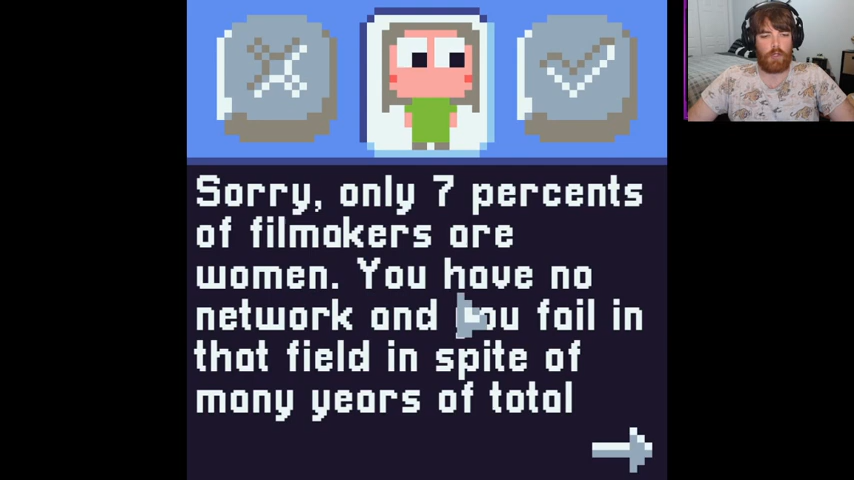 Sorry, only 7 percents
of filmakers are
women. You have no
network and you fail in
that field in spite of
many years of total